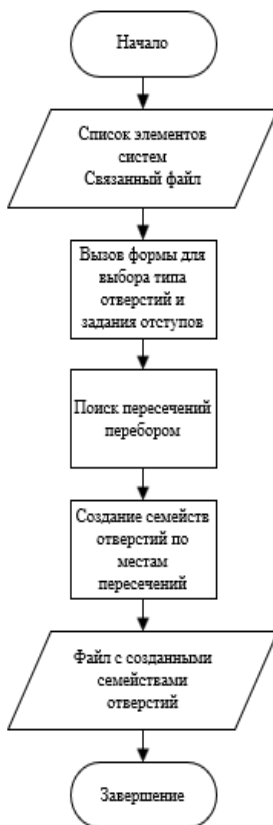 Начало
Список элементов
систем
Связанный файл
Вызов формы для
выбора типа
отверстий и
задания отступов
Поиск пересечений
перебором
Создание семейств
отверстий по
местам
пересечений
Файл с созданными
семействами
отверстий
Завершение